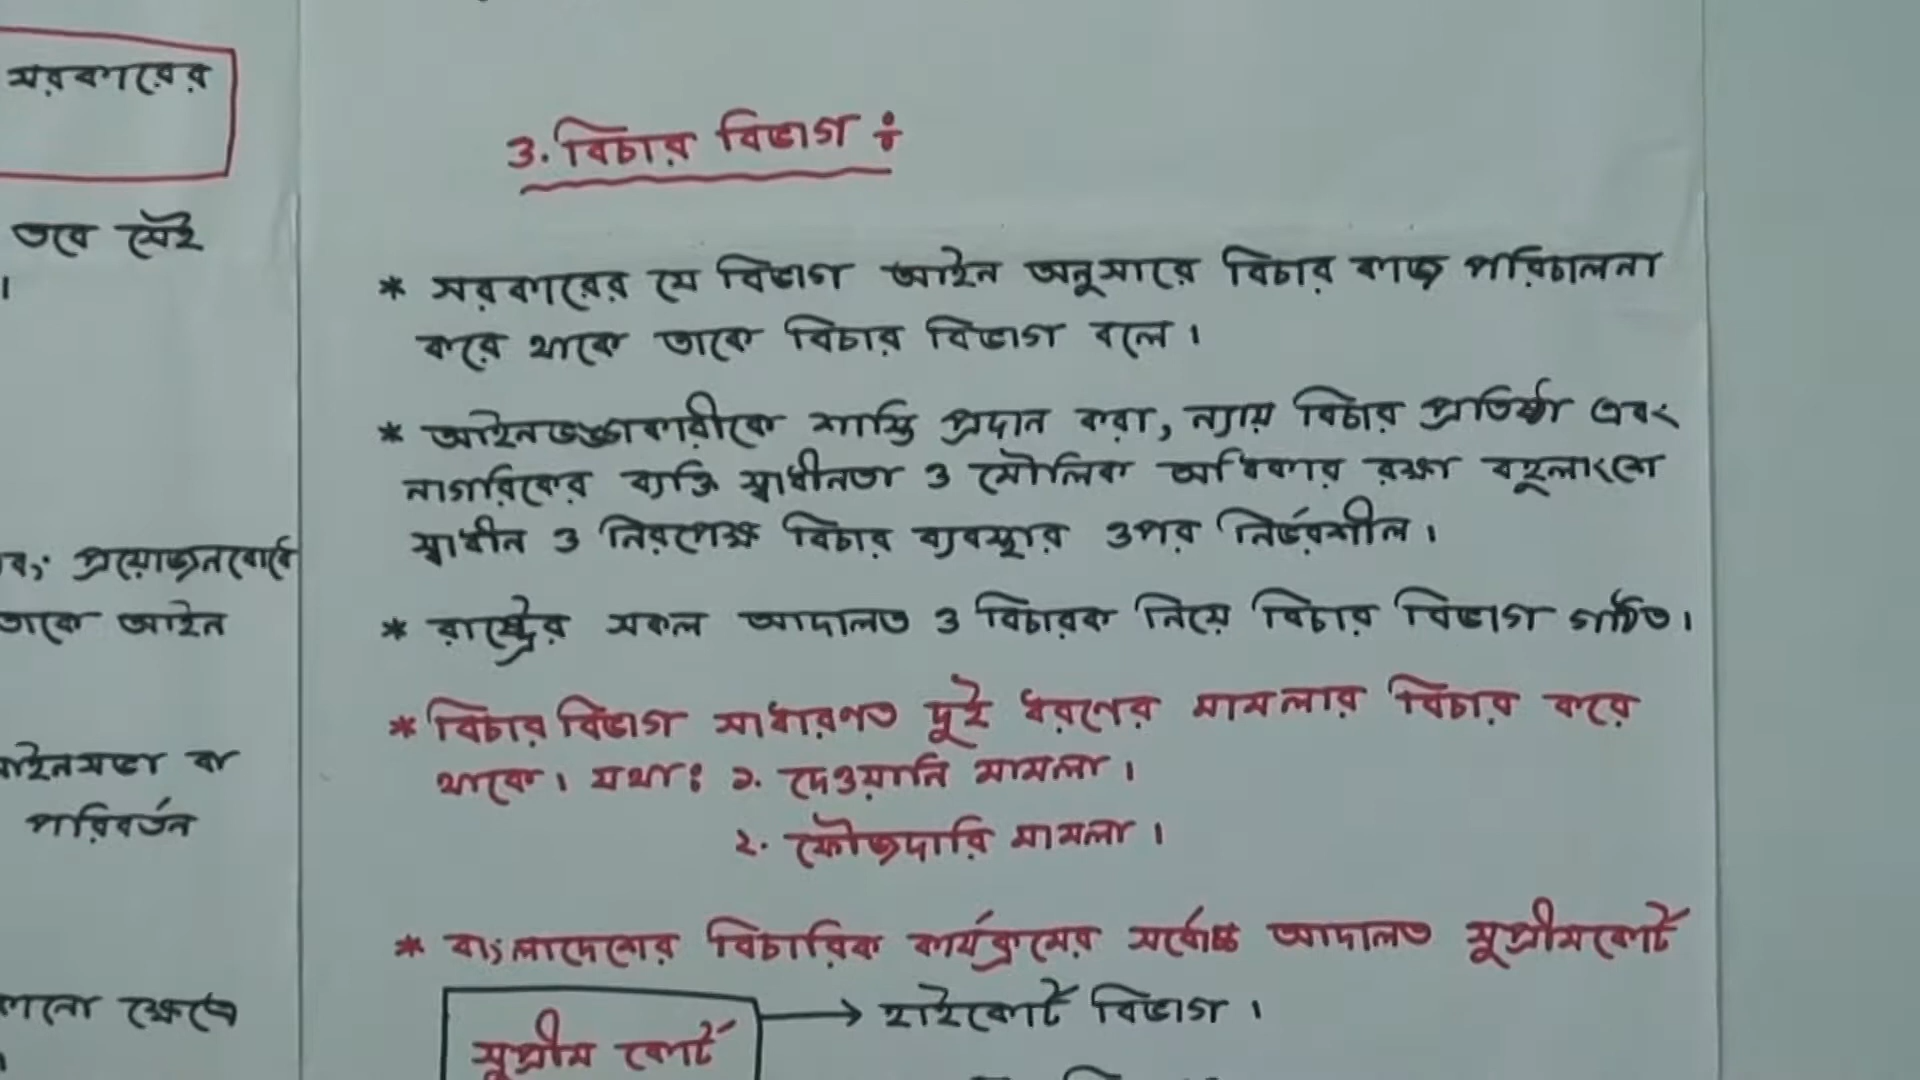 সরকারের
তবে সেই
।
প্রয়োজনবোধে
তাকে আইন
আইনসভা বা
পরিবর্তন
কোনো ক্ষেত্রে
৩. বিচার বিভাগ ঃ
* সরকারের যে বিভাগ আইন অনুসারে বিচার কাজ পরিচালনা
করে থাকে তাকে বিচার বিভাগ বলে ।
* আইনভঙ্গকারীকে শাস্তি প্রদান করা, ন্যায় বিচার প্রতিষ্ঠা এবং
নাগরিকের ব্যক্তি স্বাধীনতা ও মৌলিক অধিকার রক্ষা বহুলাংশে
স্বাধীন ও নিরপেক্ষ বিচার ব্যবস্থার ওপর নির্ভরশীল ।
* রাষ্ট্রের সকল আদালত ও বিচারক নিয়ে বিচার বিভাগ গঠিত ।
* বিচার বিভাগ সাধারণত দুই ধরণের মামলার বিচার করে
থাকে । যথাঃ ১. দেওয়ানি মামলা ।
২. ফৌজদারি মামলা ।
* বাংলাদেশের বিচারিক কার্যক্রমের সর্বোচ্চ আদালত সুপ্রীমকোর্ট
সুপ্রীম কোর্ট → হাইকোর্ট বিভাগ ।